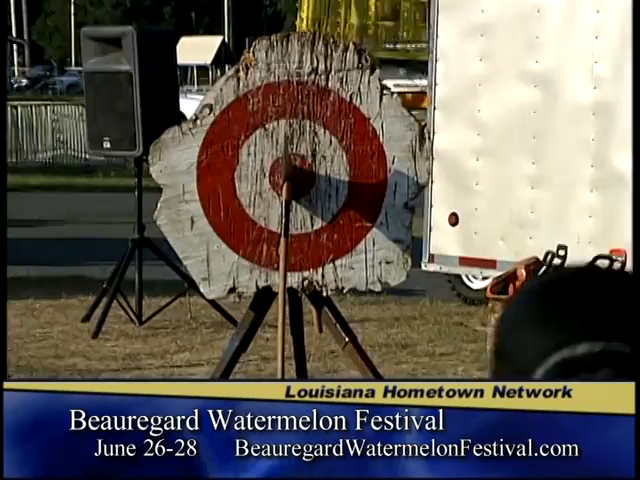 Louisiana Hometown Network
Beauregard Watermelon Festival
June 26-28 BeauregardWatermelonFestival.com